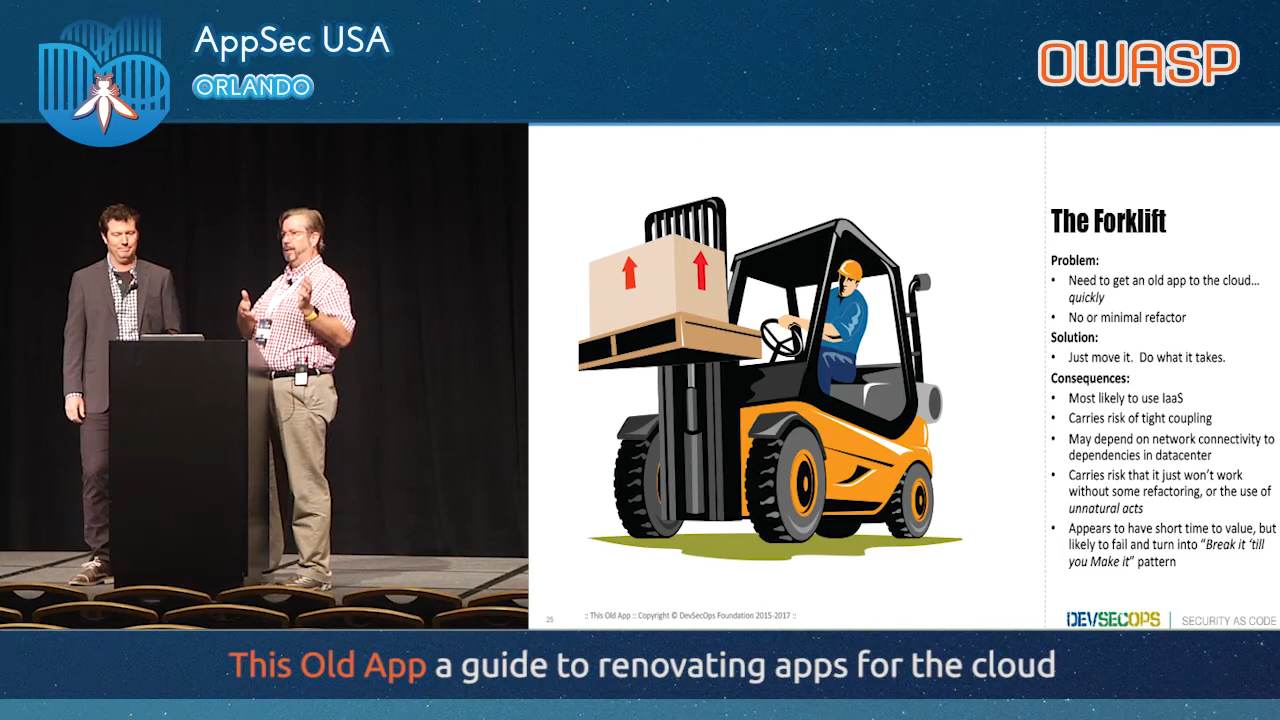 AppSec USA
ORLANDO
OWASP
The Forklift
Problem:
• Need to get an old app to the cloud…
quickly
• No or minimal refactor
Solution:
• Just move it. Do what it takes.
Consequences:
• Most likely to use IaaS
• Carries risk of tight coupling
• May depend on network connectivity to
dependencies in datacenter
• Carries risk that it just won't work
without some refactoring, or the use of
unnatural acts
• Appears to have short time to value, but
likely to fail and turn into "Break it 'till
you Make it" pattern
25
:: This Old App :: Copyright © DevSecOps Foundation 2015-2017 ::
DEVSECOPS | SECURITY AS CODE
This Old App a guide to renovating apps for the cloud